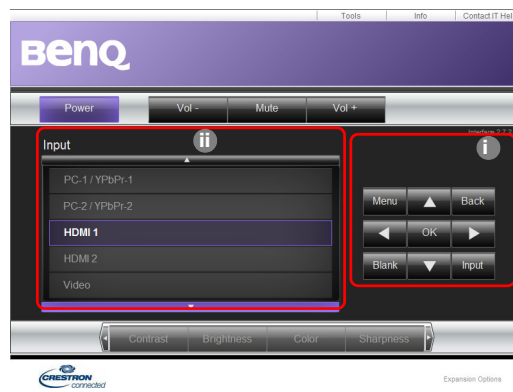 Tools Info Contact IT Hel
BenQ
Power Vol - Mute Vol +
Interface 2.7.2
Input ii i
PC-1 / YPbPr-1
PC-2 / YPbPr-2
HDMI 1
HDMI 2
Video
Menu Back
OK
Blank Input
Contrast Brightness Color Sharpness
CRESTRON
connected
Expansion Options